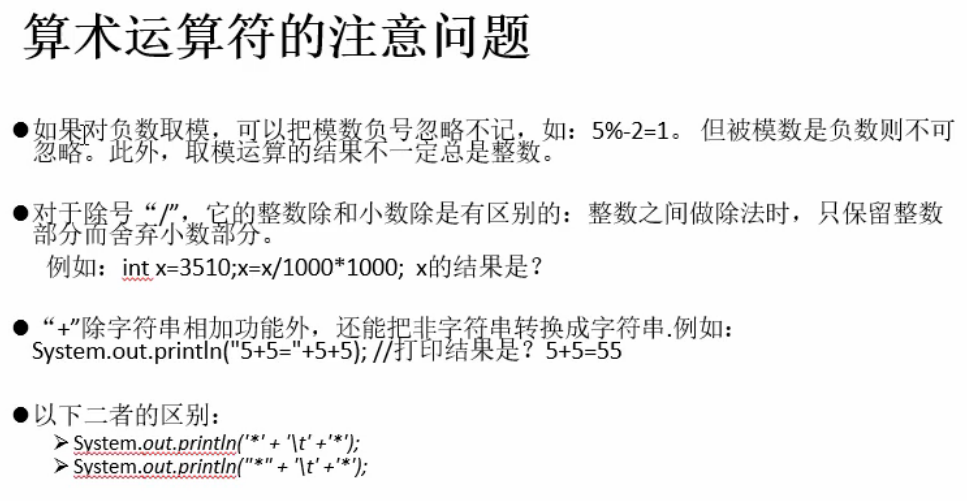 算术运算符的注意问题
●如果对负数取模，可以把模数负号忽略不记，如：5%-2=1。 但被模数是负数则不可
忽略。此外，取模运算的结果不一定总是整数。
●对于除号“/”，它的整数除和小数除是有区别的：整数之间做除法时，只保留整数
部分而舍弃小数部分。
例如：int x=3510;x=x/1000*1000;  x的结果是？
●“+”除字符串相加功能外，还能把非字符串转换成字符串.例如：
System.out.println("5+5="+5+5); //打印结果是？5+5=55
●以下二者的区别：
➢System.out.println('*' + '\t' +'*');
➢System.out.println("*" + '\t' +'*');